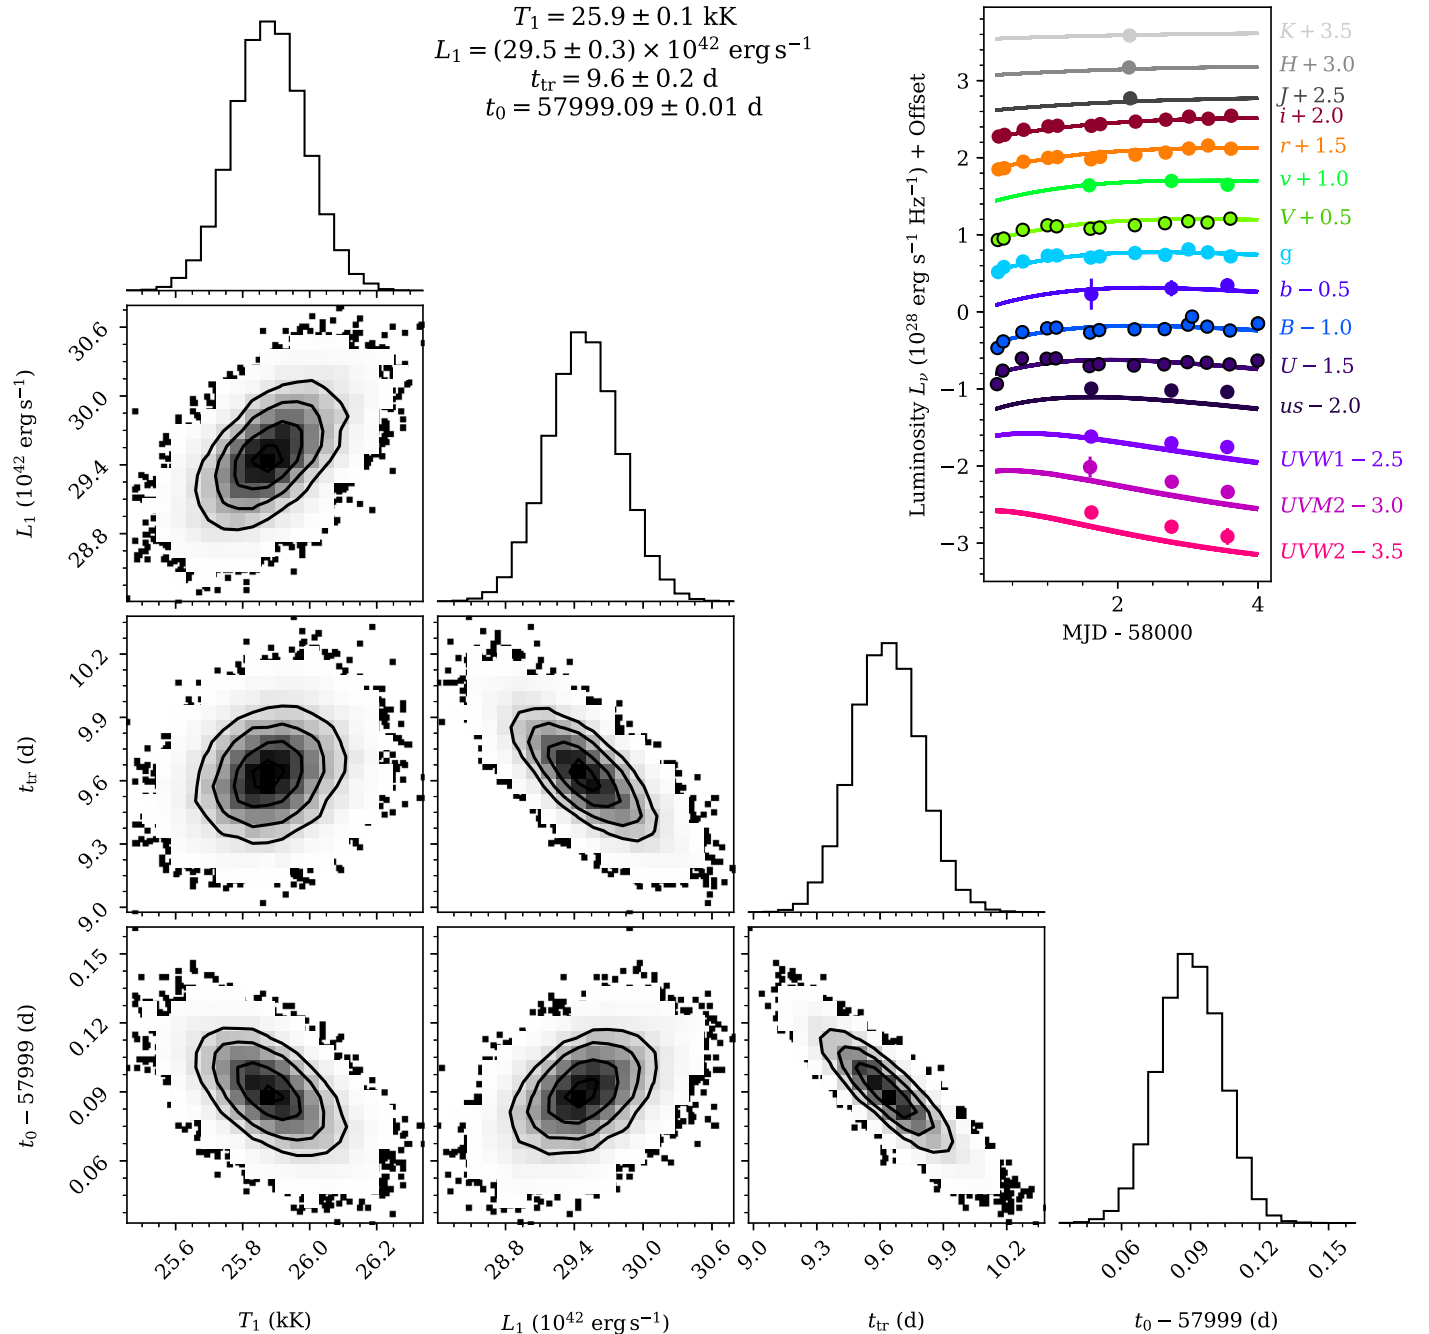 T₁ = 25.9 ± 0.1 kK
L₁ = (29.5 ± 0.3) × 10⁴² erg s⁻¹
t_tr = 9.6 ± 0.2 d
t₀ = 57999.09 ± 0.01 d
Luminosity L_ν (10²⁸ erg s⁻¹ Hz⁻¹) + Offset
3
2
1
0
−1
−2
−3
K + 3.5
H + 3.0
J + 2.5
i + 2.0
r + 1.5
v + 1.0
V + 0.5
g
b − 0.5
B − 1.0
U − 1.5
us − 2.0
UVW1 − 2.5
UVM2 − 3.0
UVW2 − 3.5
2
4
MJD - 58000
L₁ (10⁴² erg s⁻¹)
30.6
30.0
29.4
28.8
t_tr (d)
10.2
9.9
9.6
9.3
9.0
t₀ − 57999 (d)
0.15
0.12
0.09
0.06
25.6
25.8
26.0
26.2
T₁ (kK)
28.8
29.4
30.0
30.6
L₁ (10⁴² erg s⁻¹)
9.0
9.3
9.6
9.9
10.2
t_tr (d)
0.06
0.09
0.12
0.15
t₀ − 57999 (d)